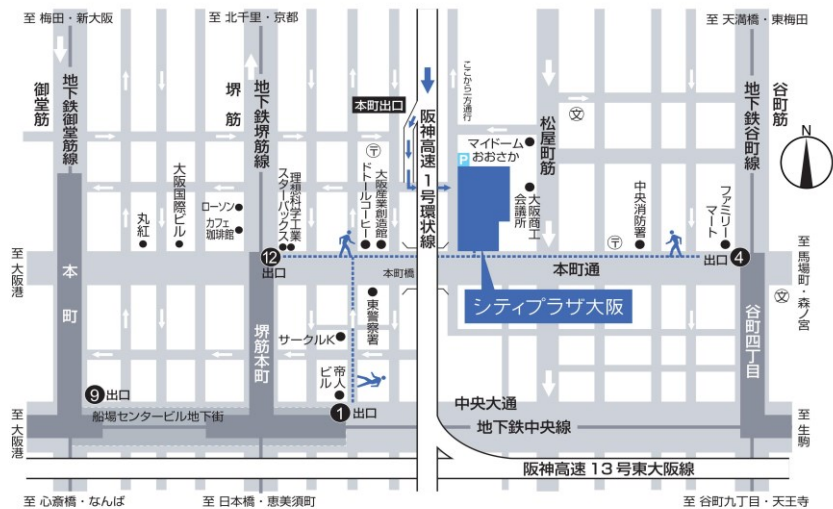 至 梅田・新大阪
至 北千里・京都
至 天満橋・東梅田
御堂筋
地下鉄御堂筋線
堺筋
地下鉄堺筋線
本町出口
阪神高速1号環状線
ここから一方通行
松屋町筋
文
地下鉄谷町線
谷町筋
N
〒
マイドーム
おおさか
P
丸紅
大阪国際ビル
ローソン
カフェ
珈琲館
スターバックス
理想科学工業
ドトールコーヒー
大阪産業創造館
大阪商工
会議所
〒
中央消防署
ファミリー
マート
至 大阪港
本町
12
出口
本町橋
本町通
出口
4
至 馬場町・森ノ宮
文
シティプラザ大阪
堺筋本町
東警察署
サークルK
帝人
ビル
谷町四丁目
9
出口
1
出口
船場センタービル地下街
中央大通
地下鉄中央線
至 大阪港
至 生駒
阪神高速13号東大阪線
至 心斎橋・なんば
至 日本橋・恵美須町
至 谷町九丁目・天王寺